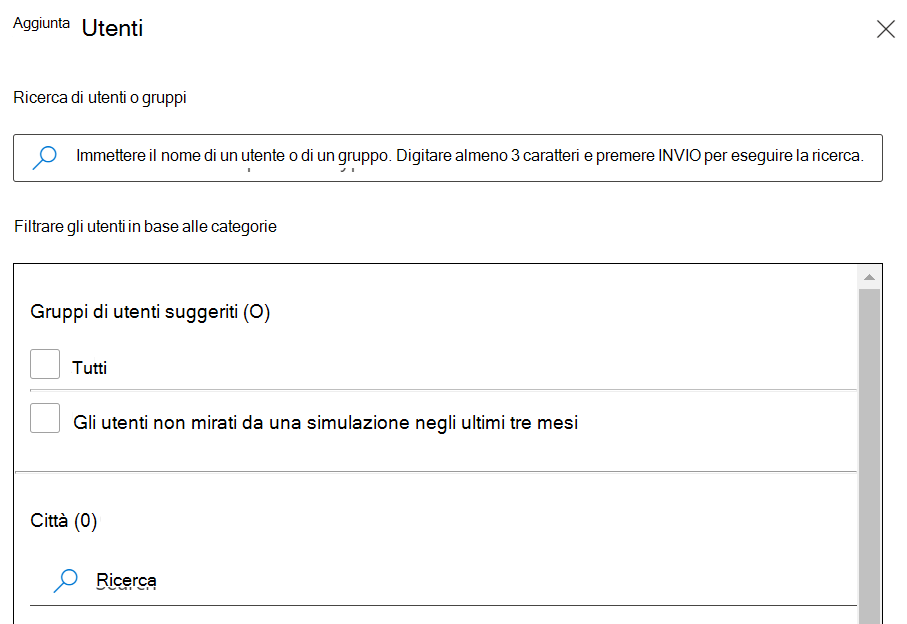 Aggiunta Utenti
Ricerca di utenti o gruppi
Immettere il nome di un utente o di un gruppo. Digitare almeno 3 caratteri e premere INVIO per eseguire la ricerca.
Filtrare gli utenti in base alle categorie
Gruppi di utenti suggeriti (O)
Tutti
Gli utenti non mirati da una simulazione negli ultimi tre mesi
Città (0)
Ricerca